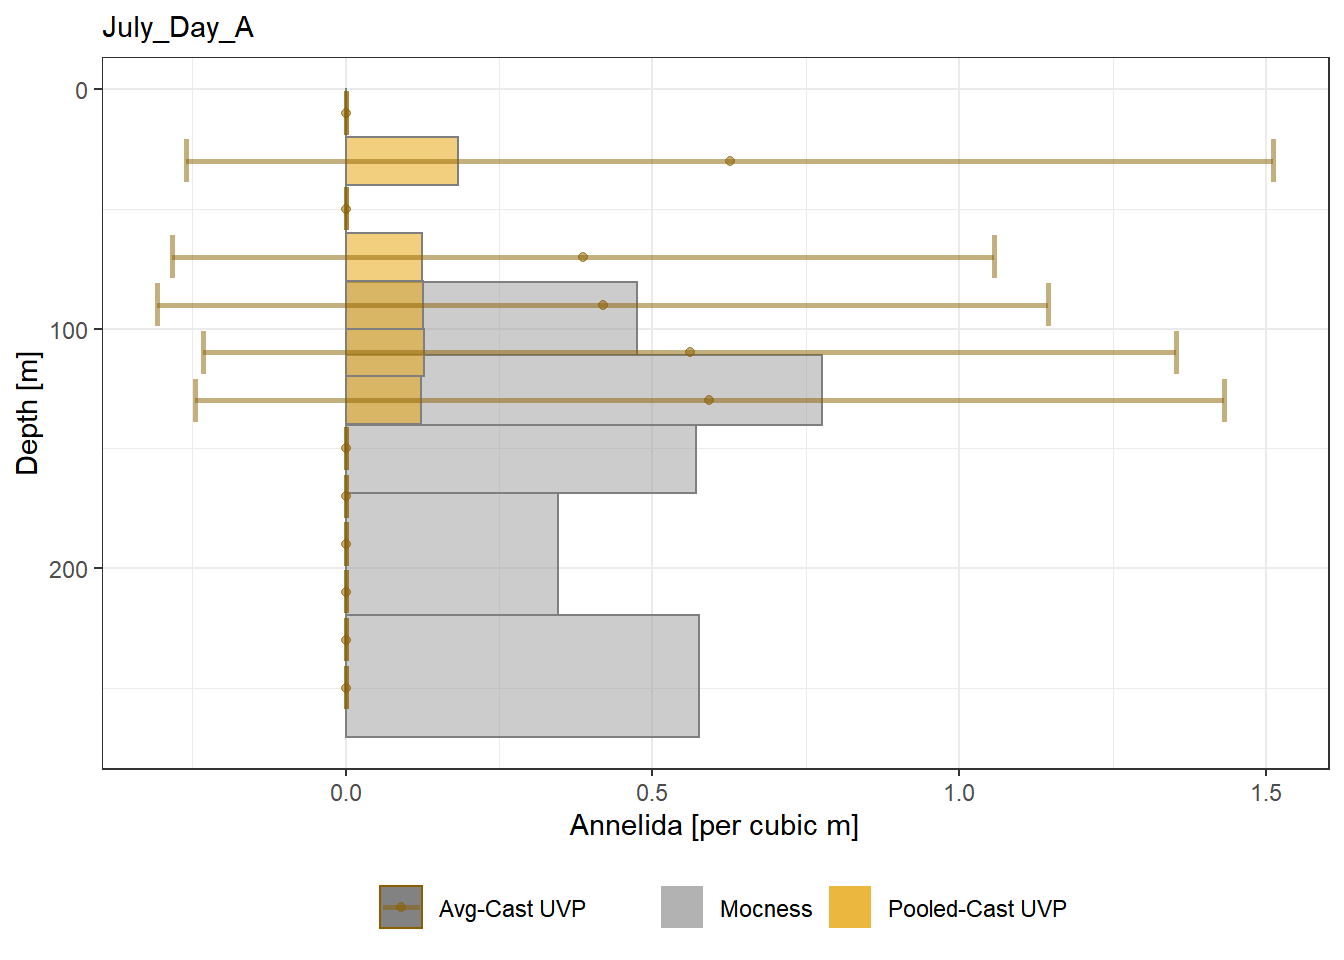 July_Day_A
0
100
200
Depth [m]
0.0 0.5 1.0 1.5
Annelida [per cubic m]
Avg-Cast UVP Mocness Pooled-Cast UVP